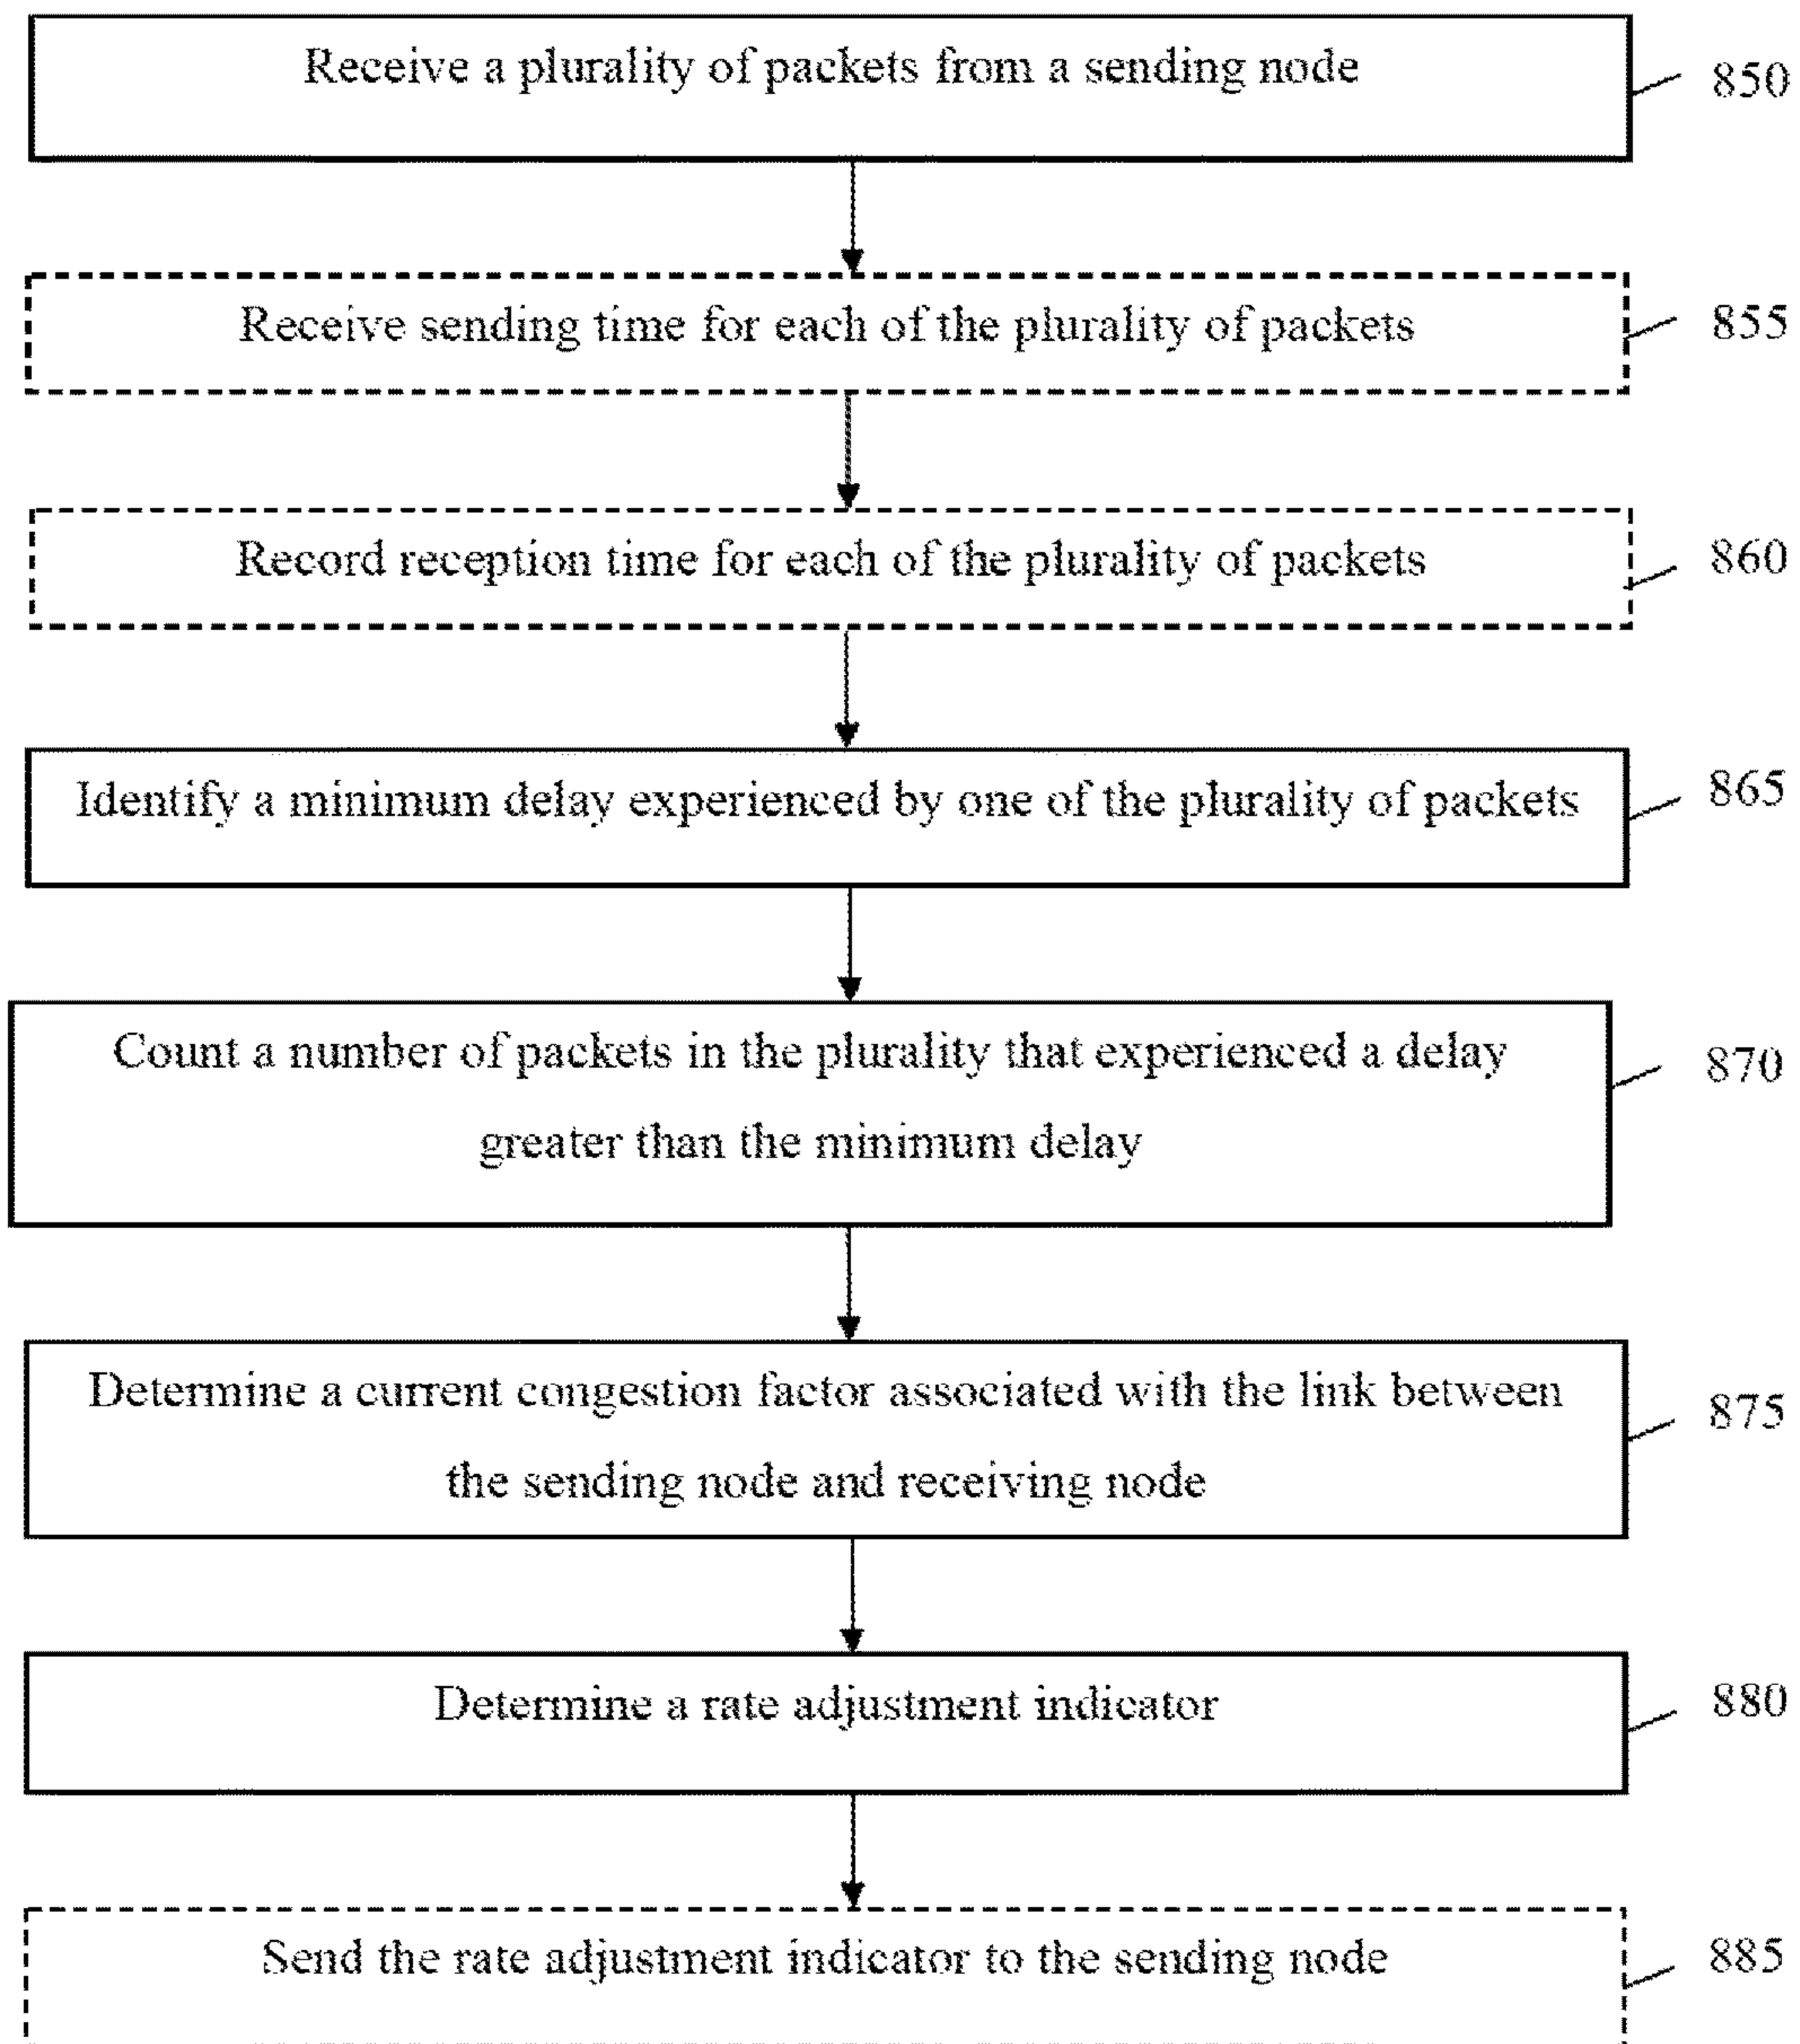 Receive a plurality of packets from a sending node
850
Receive sending time for each of the plurality of packets
855
Record reception time for each of the plurality of packets
860
Identify a minimum delay experienced by one of the plurality of packets
865
Count a number of packets in the plurality that experienced a delay
greater than the minimum delay
870
Determine a current congestion factor associated with the link between
the sending node and receiving node
875
Determine a rate adjustment indicator
880
Send the rate adjustment indicator to the sending node
885